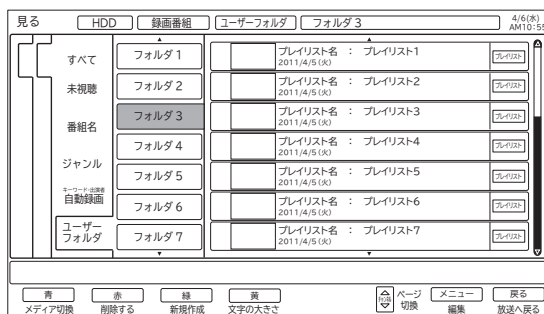 見る HDD 録画番組 ユーザーフォルダ フォルダ 3 4/6(水)
AM10:55
すべて
未視聴
番組名
ジャンル
キーワード・出演者
自動録画
ユーザー
フォルダ
フォルダ 1
フォルダ 2
フォルダ 3
フォルダ 4
フォルダ 5
フォルダ 6
フォルダ 7
プレイリスト名 : プレイリスト1
2011/4/5(火)
プレイリスト
プレイリスト名 : プレイリスト2
2011/4/5(火)
プレイリスト
プレイリスト名 : プレイリスト3
2011/4/5(火)
プレイリスト
プレイリスト名 : プレイリスト4
2011/4/5(火)
プレイリスト
プレイリスト名 : プレイリスト5
2011/4/5(火)
プレイリスト
プレイリスト名 : プレイリスト6
2011/4/5(火)
プレイリスト
プレイリスト名 : プレイリスト7
2011/4/5(火)
プレイリスト
青 赤 緑 黄 チャンネル ページ 切換 メニュー 戻る
メディア切換 削除する 新規作成 文字の大きさ 編集 放送へ戻る